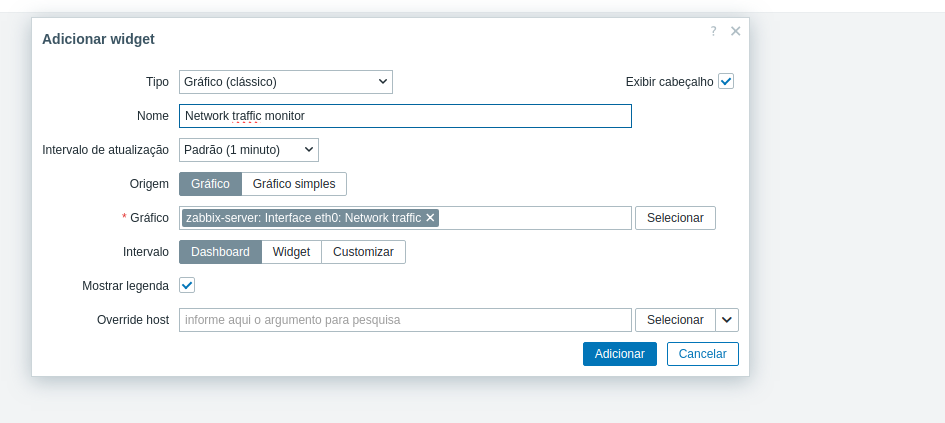 Adicionar widget
?
Tipo Gráfico (clássico) Exibir cabeçalho
Nome Network traffic monitor
Intervalo de atualização Padrão (1 minuto)
Origem Gráfico Gráfico simples
* Gráfico zabbix-server: Interface eth0: Network traffic Selecionar
Intervalo Dashboard Widget Customizar
Mostrar legenda
Override host informe aqui o argumento para pesquisa Selecionar
Adicionar Cancelar